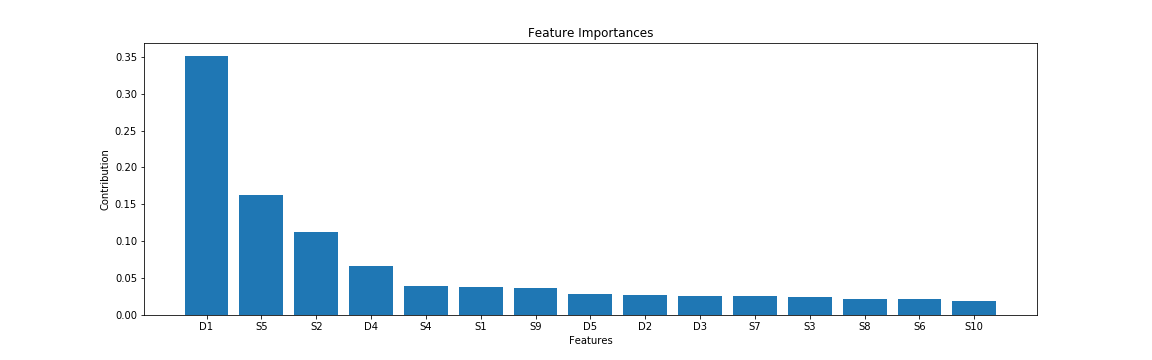 Feature Importances
Contribution
0.35
0.30
0.25
0.20
0.15
0.10
0.05
0.00
D1 S5 S2 D4 S4 S1 S9 D5 D2 D3 S7 S3 S8 S6 S10
Features